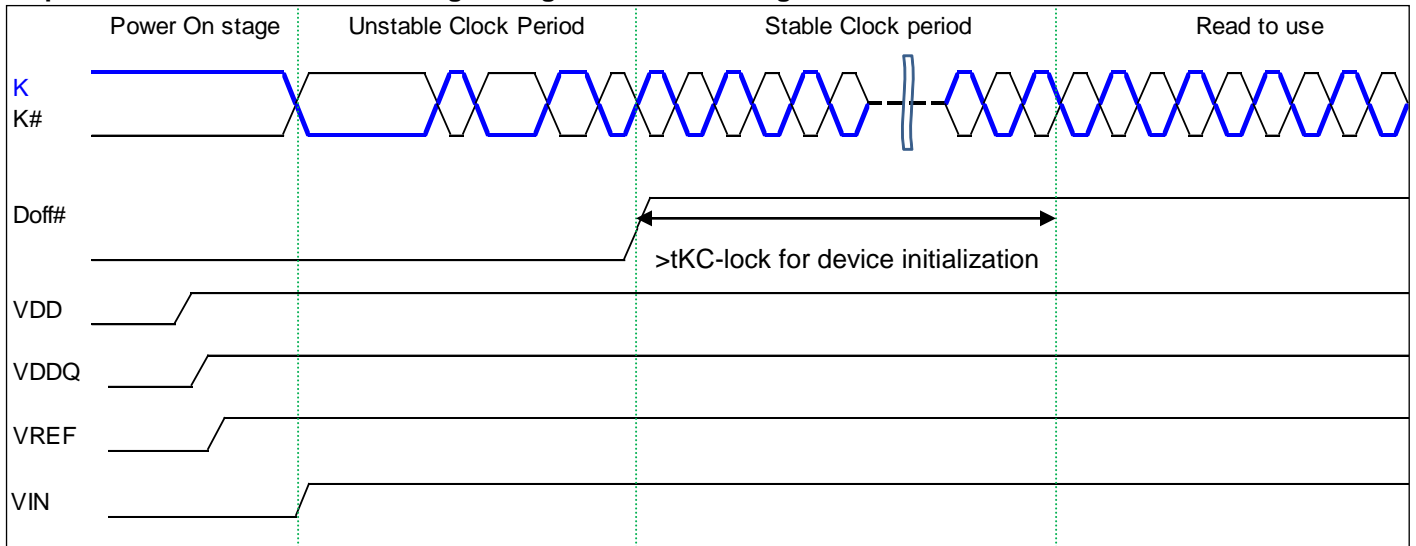 Power On stage Unstable Clock Period Stable Clock period Read to use
K
K#
Doff#
>tKC-lock for device initialization
VDD
VDDQ
VREF
VIN